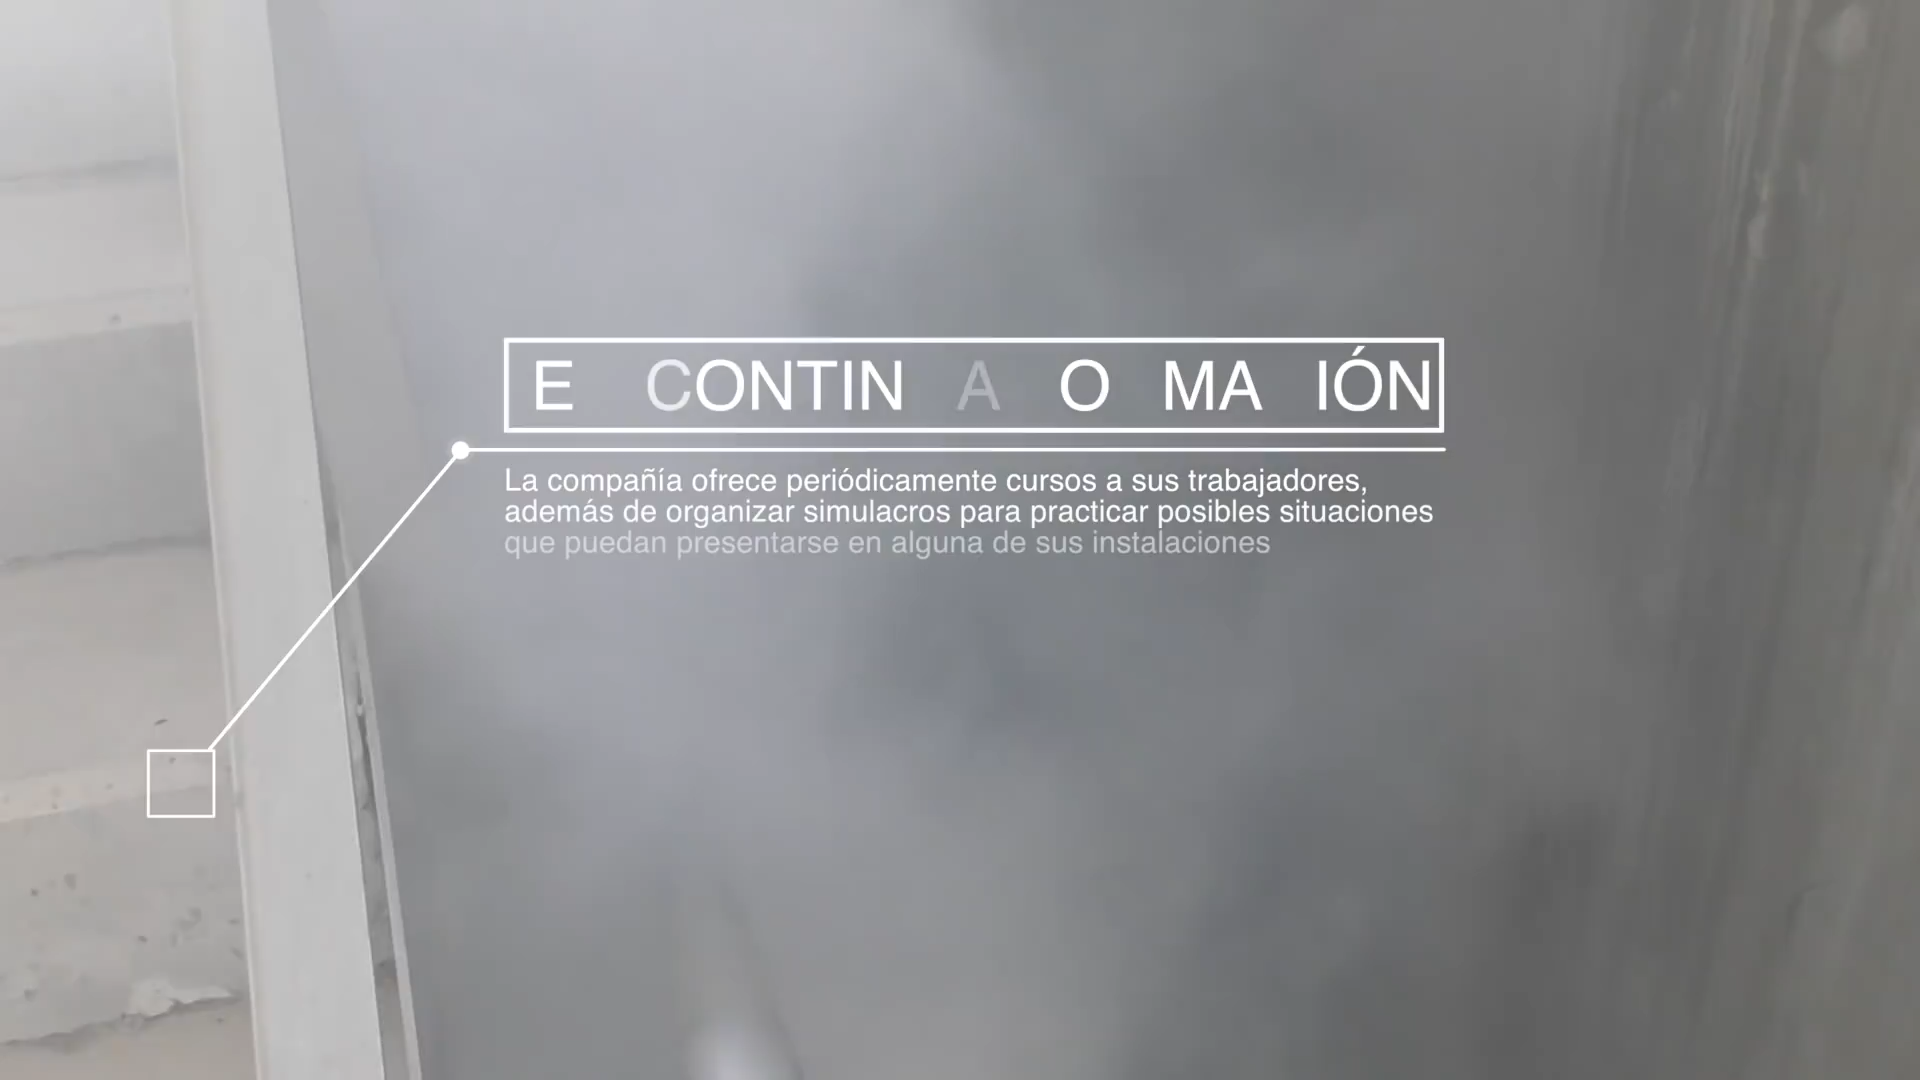 E CONTIN A O MA IÓN
La compañía ofrece periódicamente cursos a sus trabajadores,
además de organizar simulacros para practicar posibles situaciones
que puedan presentarse en alguna de sus instalaciones